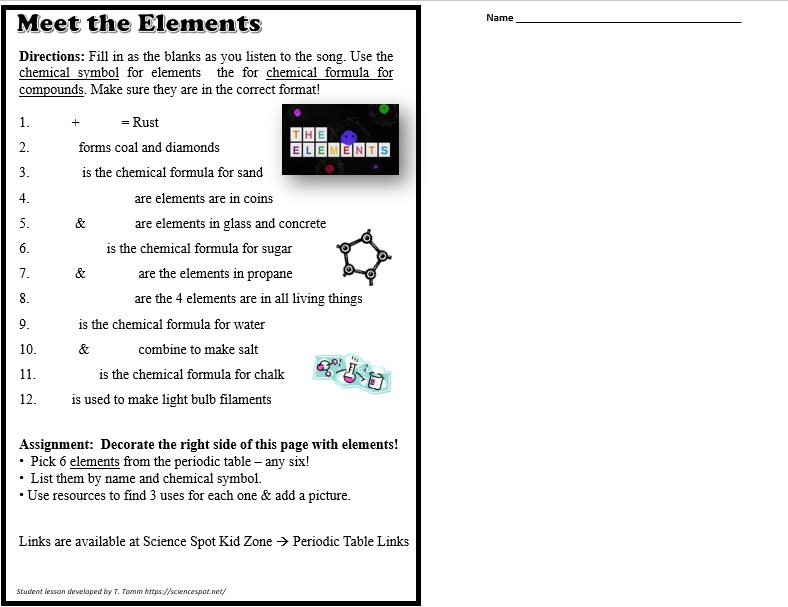 Meet the Elements
Name
Directions: Fill in as the blanks as you listen to the song. Use the
chemical symbol for elements the for chemical formula for
compounds. Make sure they are in the correct format!
1. + = Rust
2. forms coal and diamonds
3. is the chemical formula for sand
THE
ELEMENTS
4. are elements are in coins
5. & are elements in glass and concrete
6. is the chemical formula for sugar
7. & are the elements in propane
8. are the 4 elements are in all living things
9. is the chemical formula for water
10. & combine to make salt
11. is the chemical formula for chalk
12. is used to make light bulb filaments
Assignment: Decorate the right side of this page with elements!
• Pick 6 elements from the periodic table – any six!
• List them by name and chemical symbol.
• Use resources to find 3 uses for each one & add a picture.
Links are available at Science Spot Kid Zone → Periodic Table Links
Student lesson developed by T. Tomm https://sciencespot.net/